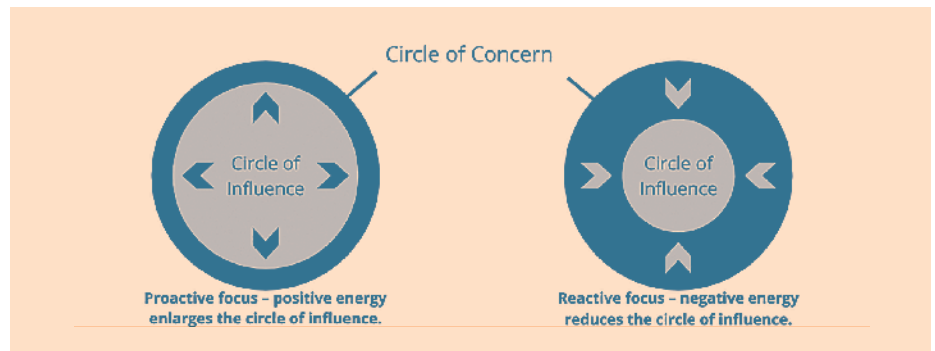 Circle of Concern
Circle of
Influence
Circle of
Influence
Proactive focus – positive energy
enlarges the circle of influence.
Reactive focus – negative energy
reduces the circle of influence.